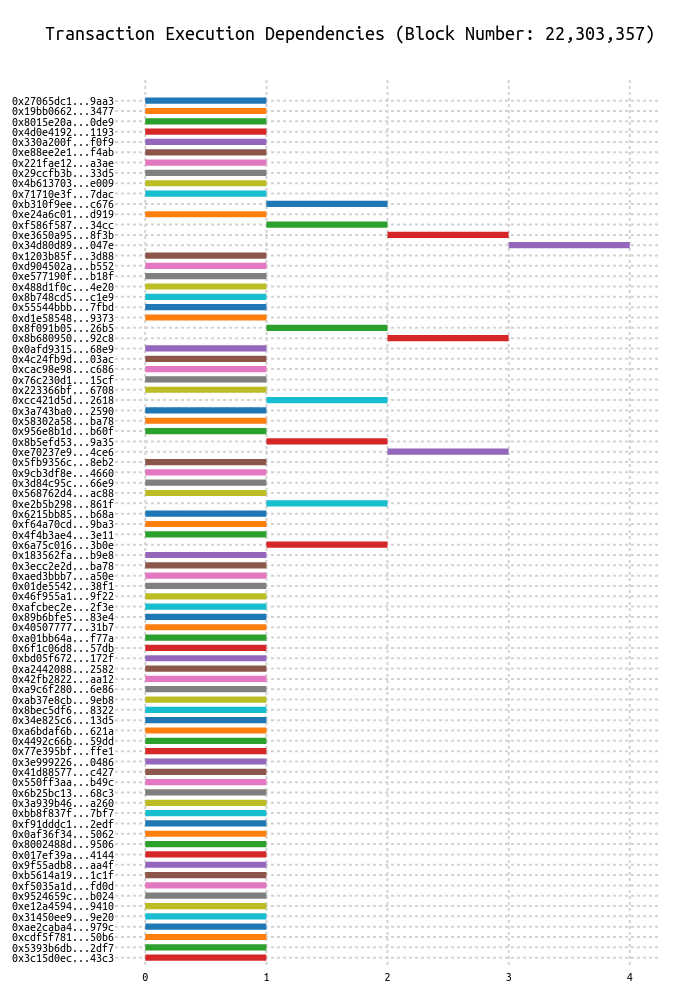 Transaction Execution Dependencies (Block Number: 22,303,357)
0x27065dc1...9aa3
0x19bb0662...3477
0x8015e20a...0de9
0x4d0e4192...1193
0x330a200f...f0f9
0xe88ee2e1...f4ab
0x221fae12...a3ae
0x29ccfb3b...33d5
0x4b613703...e009
0x71710e3f...7dac
0xb310f9ee...c676
0xe24a6c01...d919
0xf586f587...34cc
0xe3650a95...8f3b
0x34d80d89...047e
0x1203b85f...3d88
0xd904502a...b552
0xe577190f...b18f
0x488d1f0c...4e20
0x8b748cd5...c1e9
0x55544bbb...7fbd
0xd1e58548...9373
0x8f091b05...26b5
0x8b680950...92c8
0x0afd9315...68e9
0x4c24fb9d...03ac
0xcac98e98...c686
0x76c230d1...15cf
0x223366bf...6708
0xcc421d5d...2618
0x3a743ba0...2590
0x58302a58...ba78
0x956e8b1d...b60f
0x8b5efd53...9a35
0xe70237e9...4ce6
0x5fb9356c...8eb2
0x9cb3df8e...4660
0x3d84c95c...66e9
0x568762d4...ac88
0xe2b5b298...861f
0x6215bb85...b68a
0xf64a70cd...9ba3
0x4f4b3ae4...3e11
0x6a75c016...3b0e
0x183562fa...b9e8
0x3ecc2e2d...ba78
0xaed3bbb7...a50e
0x01de5542...38f1
0x46f955a1...9f22
0xafcbec2e...2f3e
0x89b6bfe5...83e4
0x40507777...31b7
0xa01bb64a...f77a
0x6f1c06d8...57db
0xbd05f672...172f
0xa2442088...2582
0x42fb2822...aa12
0xa9c6f280...6e86
0xab37e8cb...9eb8
0x8bec5df6...8322
0x34e825c6...13d5
0xa6bdaf6b...621a
0x4492c66b...59dd
0x77e395bf...ffe1
0x3e999226...0486
0x41d88577...c427
0x550ff3aa...b49c
0x6b25bc13...68c3
0x3a939b46...a260
0xbb8f837f...7bf7
0xf91dddc1...2edf
0x0af36f34...5062
0x8002488d...9506
0x017ef39a...4144
0x9f55adb8...aa4f
0xb5614a19...1c1f
0xf5035a1d...fd0d
0x9524659c...b024
0xe12a4594...9410
0x31450ee9...9e20
0xae2caba4...979c
0xcdf5f781...50b6
0x5393b6db...2df7
0x3c15d0ec...43c3
0 1 2 3 4